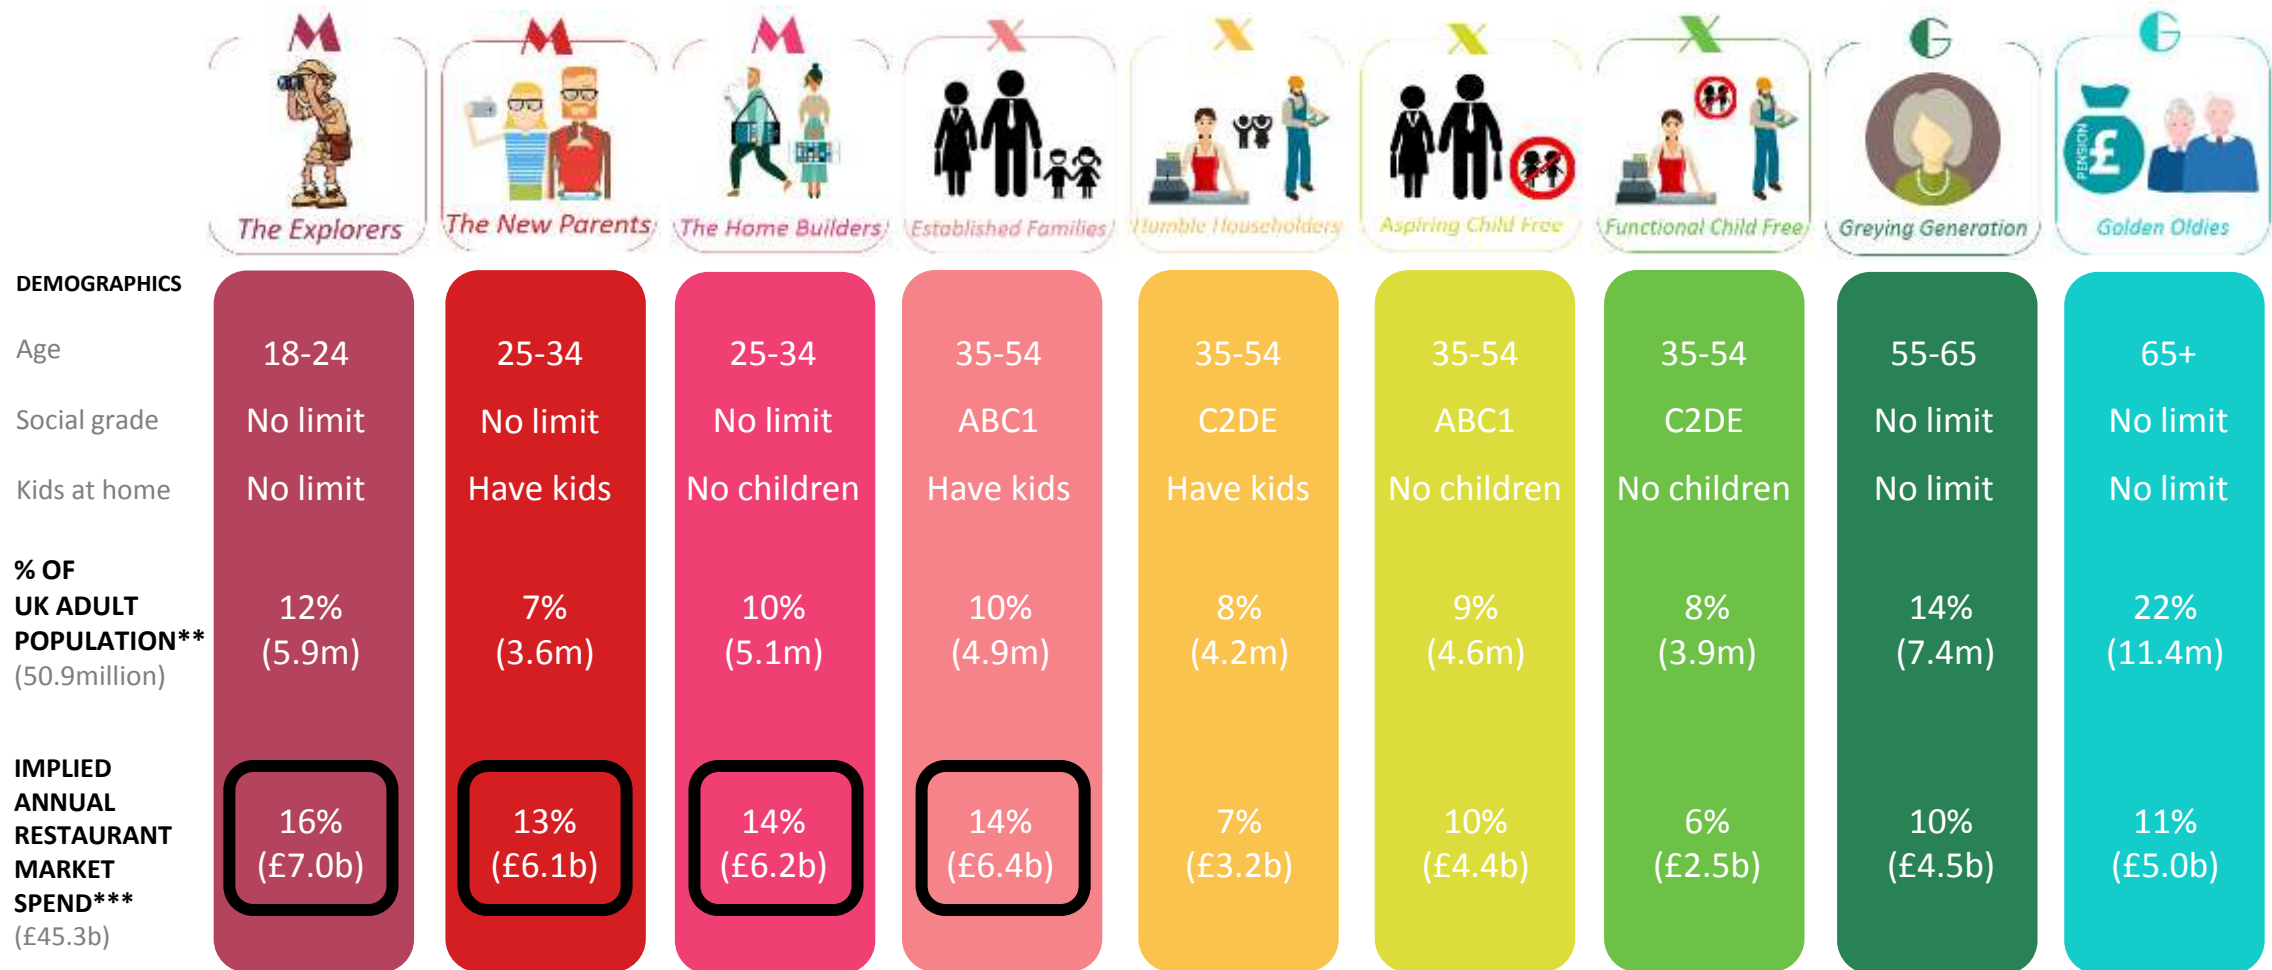 M M M X X X X G G
PENSION
£
The Explorers
The New Parents
The Home Builders
Established Families
Humble Householders
Aspiring Child Free
Functional Child Free
Greying Generation
Golden Oldies
DEMOGRAPHICS
Age 18-24 25-34 25-34 35-54 35-54 35-54 35-54 55-65 65+
Social grade No limit No limit No limit ABC1 C2DE ABC1 C2DE No limit No limit
Kids at home No limit Have kids No children Have kids Have kids No children No children No limit No limit
% OF
UK ADULT
POPULATION**
(50.9million)
12% 7% 10% 10% 8% 9% 8% 14% 22%
(5.9m) (3.6m) (5.1m) (4.9m) (4.2m) (4.6m) (3.9m) (7.4m) (11.4m)
IMPLIED
ANNUAL
RESTAURANT
MARKET
SPEND***
(£45.3b)
16% 13% 14% 14% 7% 10% 6% 10% 11%
(£7.0b) (£6.1b) (£6.2b) (£6.4b) (£3.2b) (£4.4b) (£2.5b) (£4.5b) (£5.0b)